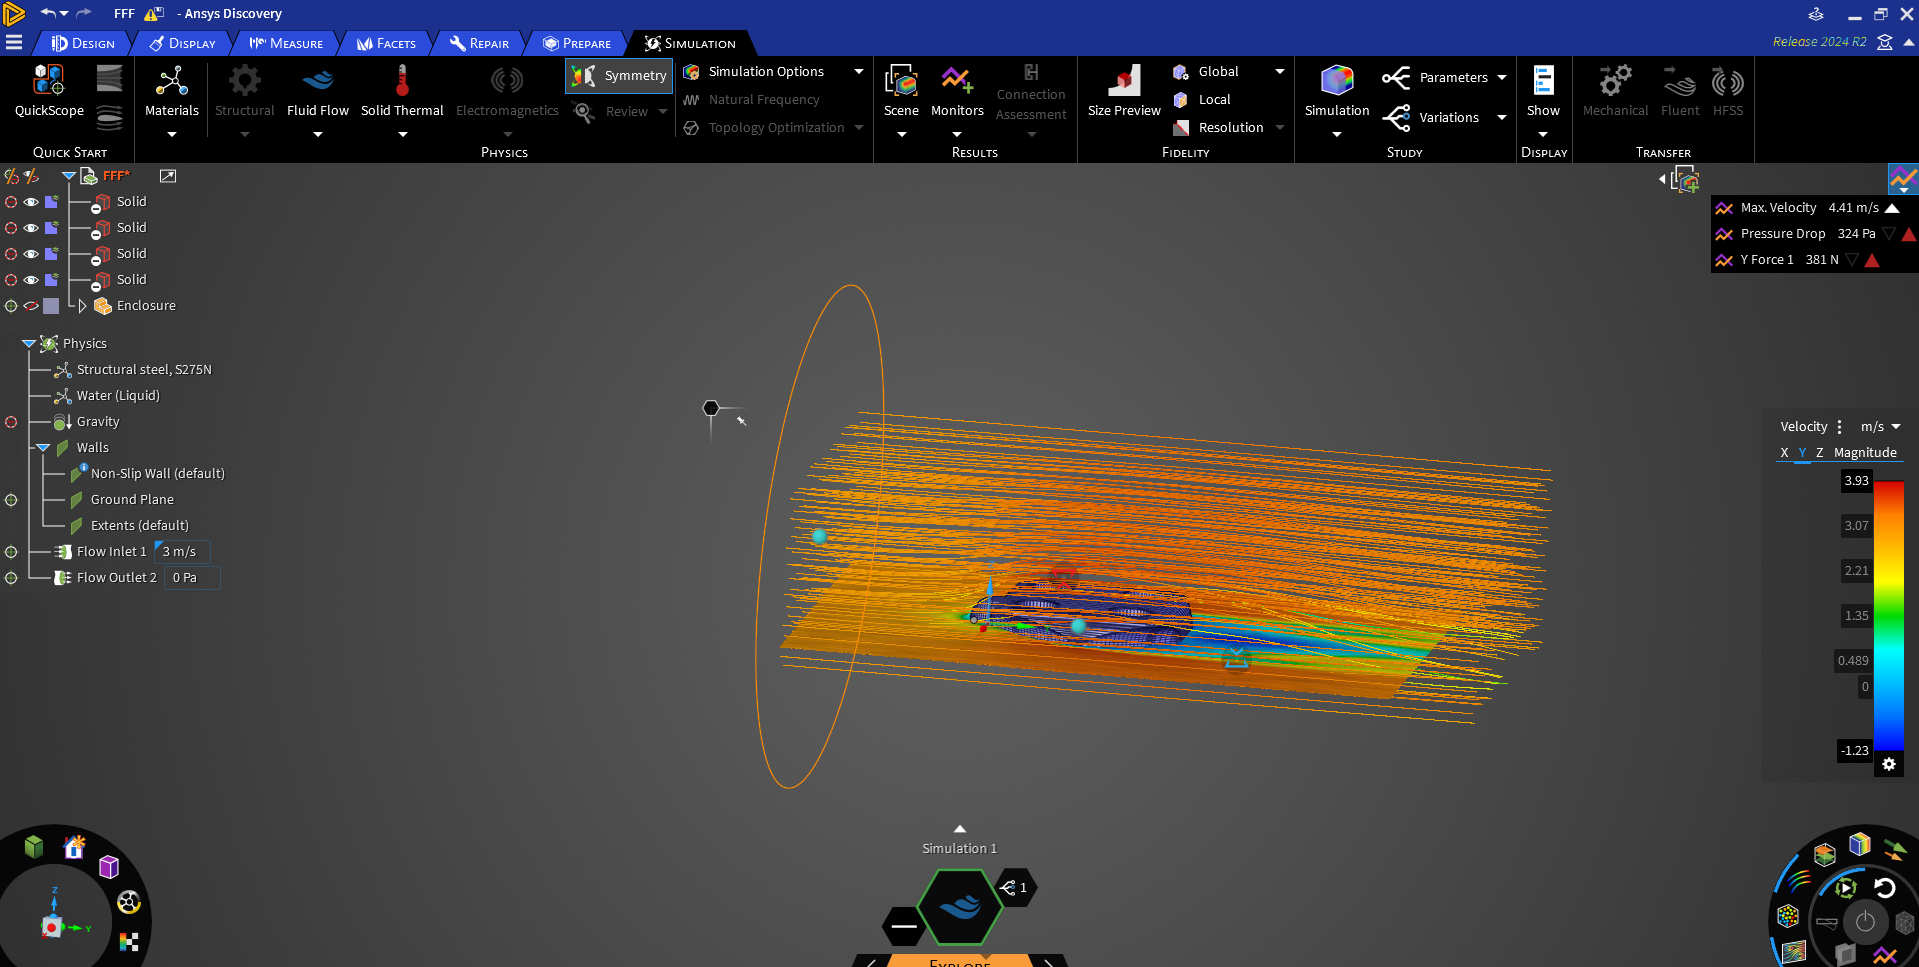 FFF - Ansys Discovery
Design Display Measure Facets Repair Prepare Simulation
Release 2024 R2
QuickScope
Quick Start
Materials
Structural
Fluid Flow
Solid Thermal
Electromagnetics
Symmetry
Review
Simulation Options
Natural Frequency
Topology Optimization
Physics
Scene
Monitors
Connection
Assessment
Results
Size Preview
Global
Local
Resolution
Fidelity
Simulation
Parameters
Variations
Study
Show
Display
Mechanical
Fluent
HFSS
Transfer
FFF*
Solid
Solid
Solid
Solid
Enclosure
Physics
Structural steel, S275N
Water (Liquid)
Gravity
Walls
Non-Slip Wall (default)
Ground Plane
Extents (default)
Flow Inlet 1 3 m/s
Flow Outlet 2 0 Pa
Max. Velocity 4.41 m/s
Pressure Drop 324 Pa
Y Force 1 381 N
Velocity m/s
X Y Z Magnitude
3.93
3.07
2.21
1.35
0.489
0
-1.23
Z
Y
Simulation 1
1
Explore